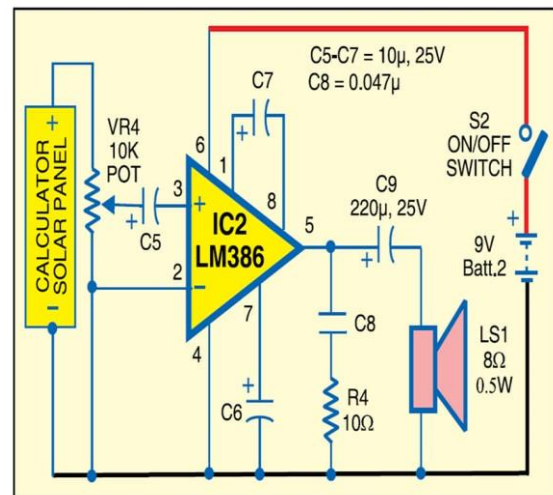 C5-C7 = 10µ, 25V
C8 = 0.047µ
CALCULATOR
SOLAR PANEL
+
–
VR4
10K
POT
+
C5
6
1
+
C7
3
+
8
IC2
LM386
2
–
5
7
4
+
C6
C9
220µ, 25V
+
C8
R4
10Ω
LS1
8Ω
0.5W
S2
ON/OFF
SWITCH
+
9V
Batt.2